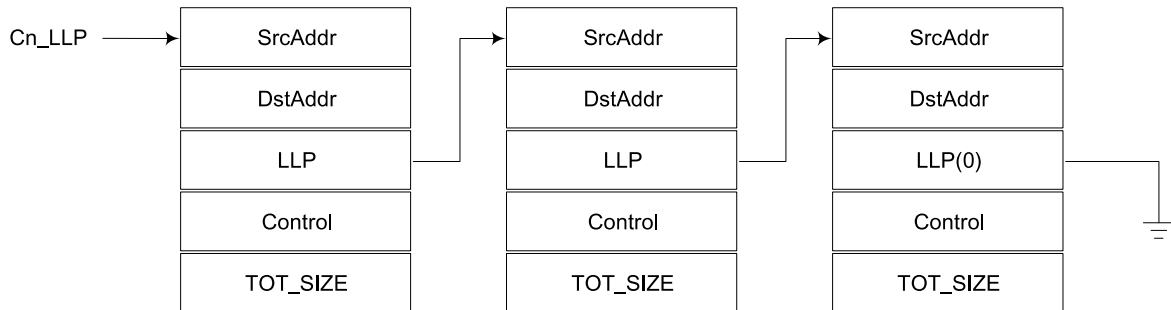 Cn_LLP
SrcAddr
DstAddr
LLP
Control
TOT_SIZE
SrcAddr
DstAddr
LLP
Control
TOT_SIZE
SrcAddr
DstAddr
LLP(0)
Control
TOT_SIZE